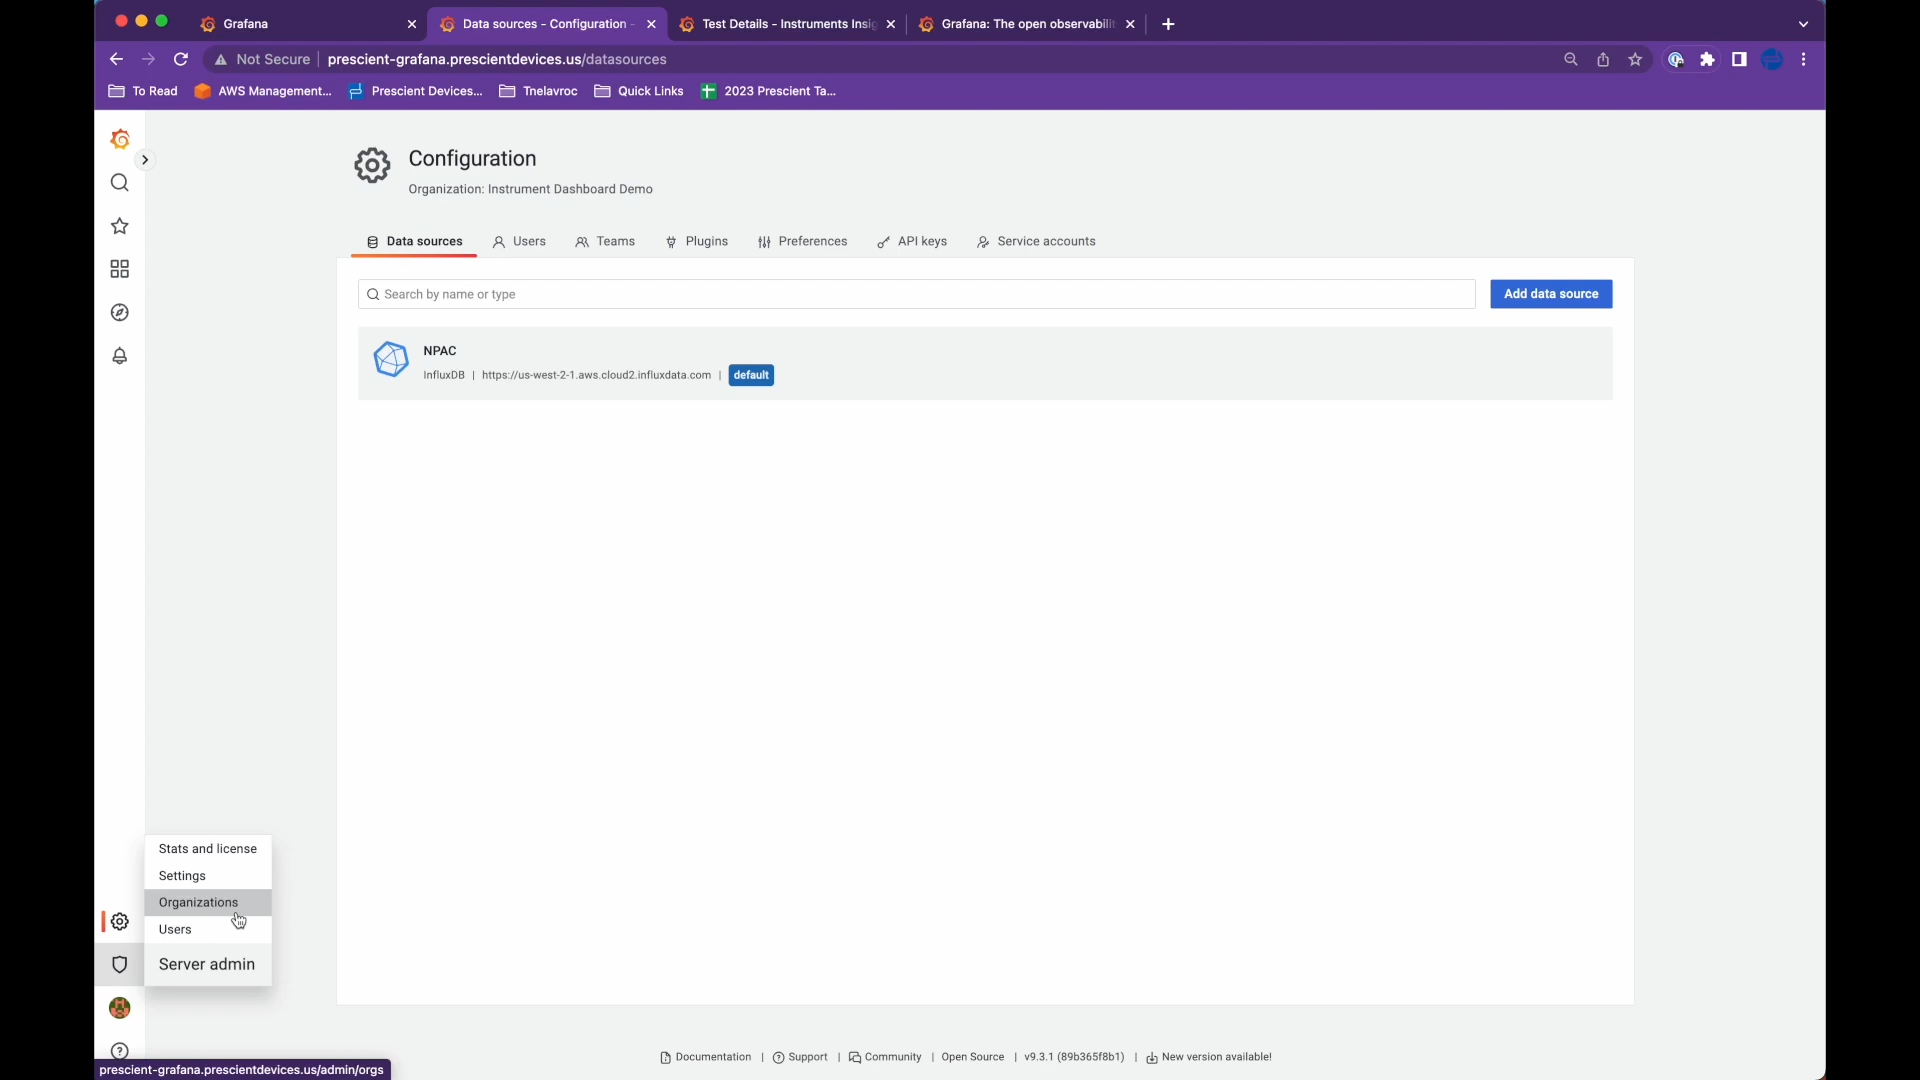 Grafana
Data sources - Configuration -
Test Details - Instruments Insig
Grafana: The open observabilit
Not Secure
prescient-grafana.prescientdevices.us/datasources
To Read
AWS Management...
Prescient Devices...
Tnelavroc
Quick Links
2023 Prescient Ta...
Configuration
Organization: Instrument Dashboard Demo
Data sources
Users
Teams
Plugins
Preferences
API keys
Service accounts
Search by name or type
Add data source
NPAC
InfluxDB | https://us-west-2-1.aws.cloud2.influxdata.com | default
Stats and license
Settings
Organizations
Users
Server admin
Documentation | Support | Community | Open Source | v9.3.1 (89b365f8b1) | New version available!
prescient-grafana.prescientdevices.us/admin/orgs